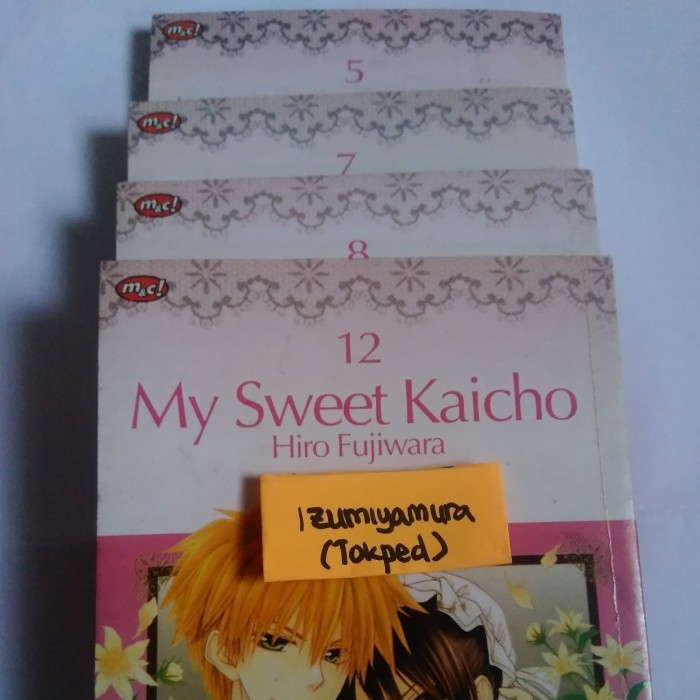 m&c!
5
m&c!
7
m&c!
8
m&c!
12
My Sweet Kaicho
Hiro Fujiwara
Izumiyamura
(Tokped)